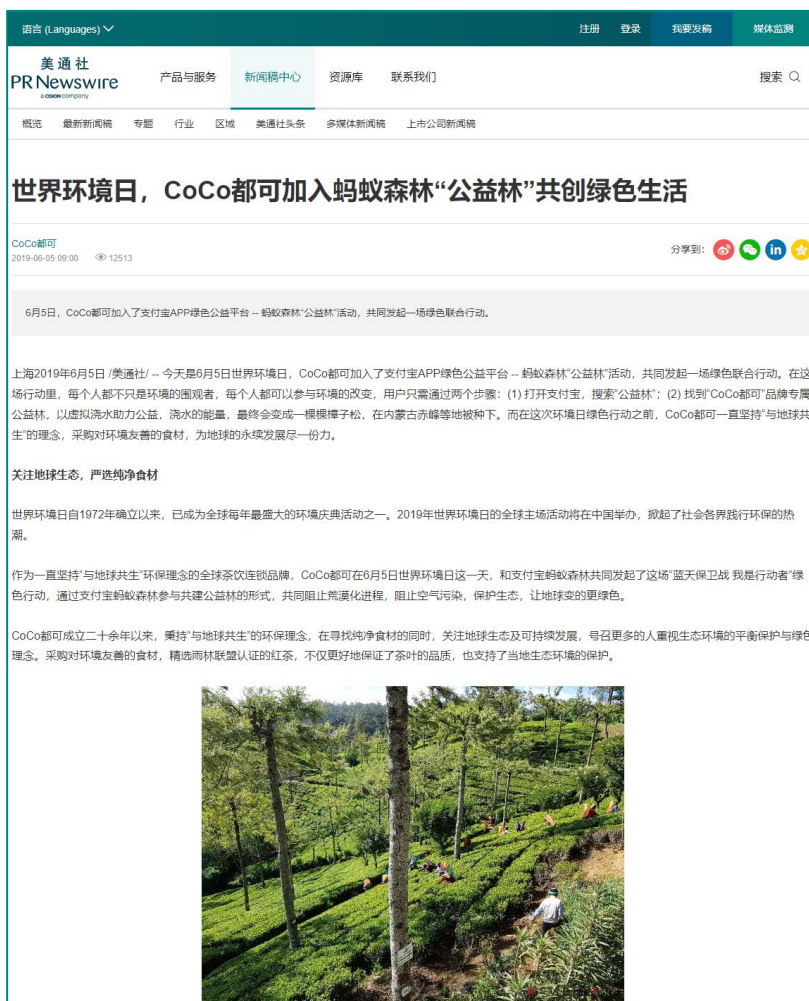 语言 (Languages)
注册 登录 我要发稿 媒体监测
美通社
PR Newswire
a CISION company
产品与服务 新闻稿中心 资源库 联系我们 搜索
概览 最新新闻稿 专题 行业 区域 美通社头条 多媒体新闻稿 上市公司新闻稿
世界环境日，CoCo都可加入蚂蚁森林“公益林”共创绿色生活
CoCo都可
2019-06-05 09:00 12513
分享到:
6月5日，CoCo都可加入了支付宝APP绿色公益平台 -- 蚂蚁森林“公益林”活动，共同发起一场绿色联合行动。
上海2019年6月5日 /美通社/ -- 今天是6月5日世界环境日，CoCo都可加入了支付宝APP绿色公益平台 -- 蚂蚁森林“公益林”活动，共同发起一场绿色联合行动。在这
场行动里，每个人都不只是环境的围观者，每个人都可以参与环境的改变，用户只需通过两个步骤：(1) 打开支付宝，搜索“公益林”；(2) 找到“CoCo都可”品牌专属
公益林，以虚拟浇水助力公益，浇水的能量，最终会变成一棵棵樟子松，在内蒙古赤峰等地被种下。而在这次环境日绿色行动之前，CoCo都可一直坚持“与地球共
生”的理念，采购对环境友善的食材，为地球的永续发展尽一份力。
关注地球生态，严选纯净食材
世界环境日自1972年确立以来，已成为全球每年最盛大的环境庆典活动之一。2019年世界环境日的全球主场活动将在中国举办，掀起了社会各界践行环保的热
潮。
作为一直坚持“与地球共生”环保理念的全球茶饮连锁品牌，CoCo都可在6月5日世界环境日这一天，和支付宝蚂蚁森林共同发起了这场“蓝天保卫战 我是行动者”绿
色行动，通过支付宝蚂蚁森林参与共建公益林的形式，共同阻止荒漠化进程，阻止空气污染，保护生态，让地球变的更绿色。
CoCo都可成立二十余年以来，秉持“与地球共生”的环保理念，在寻找纯净食材的同时，关注地球生态及可持续发展，号召更多的人重视生态环境的平衡保护与绿色
理念。采购对环境友善的食材，精选雨林联盟认证的红茶，不仅更好地保证了茶叶的品质，也支持了当地生态环境的保护。